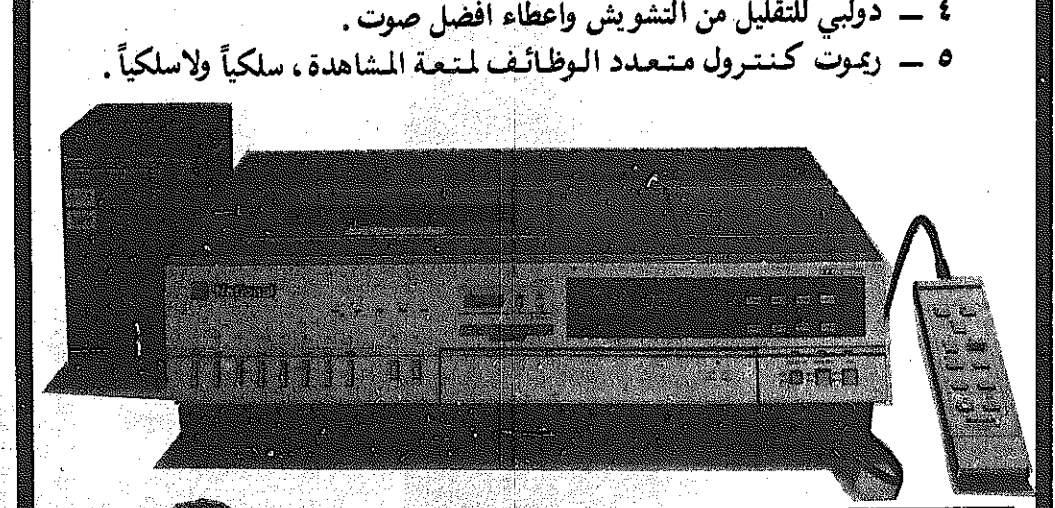 ٤ — دولبي للتقليل من التشويش واعطاء افضل صوت .
٥ — ريموت كنترول متعدد الوظائف لمتعة المشاهدة ، سلكياً ولاسلكياً .